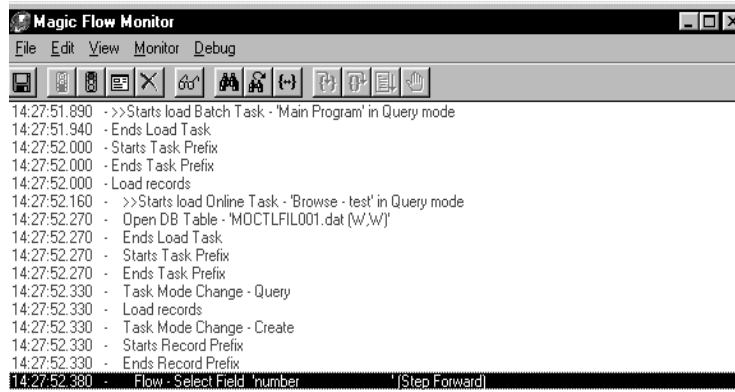 Magic Flow Monitor
File Edit View Monitor Debug
14:27:51.890 - >>Starts load Batch Task - 'Main Program' in Query mode
14:27:51.940 - Ends Load Task
14:27:52.000 - Starts Task Prefix
14:27:52.000 - Ends Task Prefix
14:27:52.000 - Load records
14:27:52.160 - >>Starts load Online Task - 'Browse - test' in Query mode
14:27:52.270 - Open DB Table - 'MOCTLFIL001.dat (W,W)'
14:27:52.270 - Ends Load Task
14:27:52.270 - Starts Task Prefix
14:27:52.270 - Ends Task Prefix
14:27:52.330 - Task Mode Change - Query
14:27:52.330 - Load records
14:27:52.330 - Task Mode Change - Create
14:27:52.330 - Starts Record Prefix
14:27:52.330 - Ends Record Prefix
14:27:52.380 - Flow - Select Field 'number ' (Step Forward)